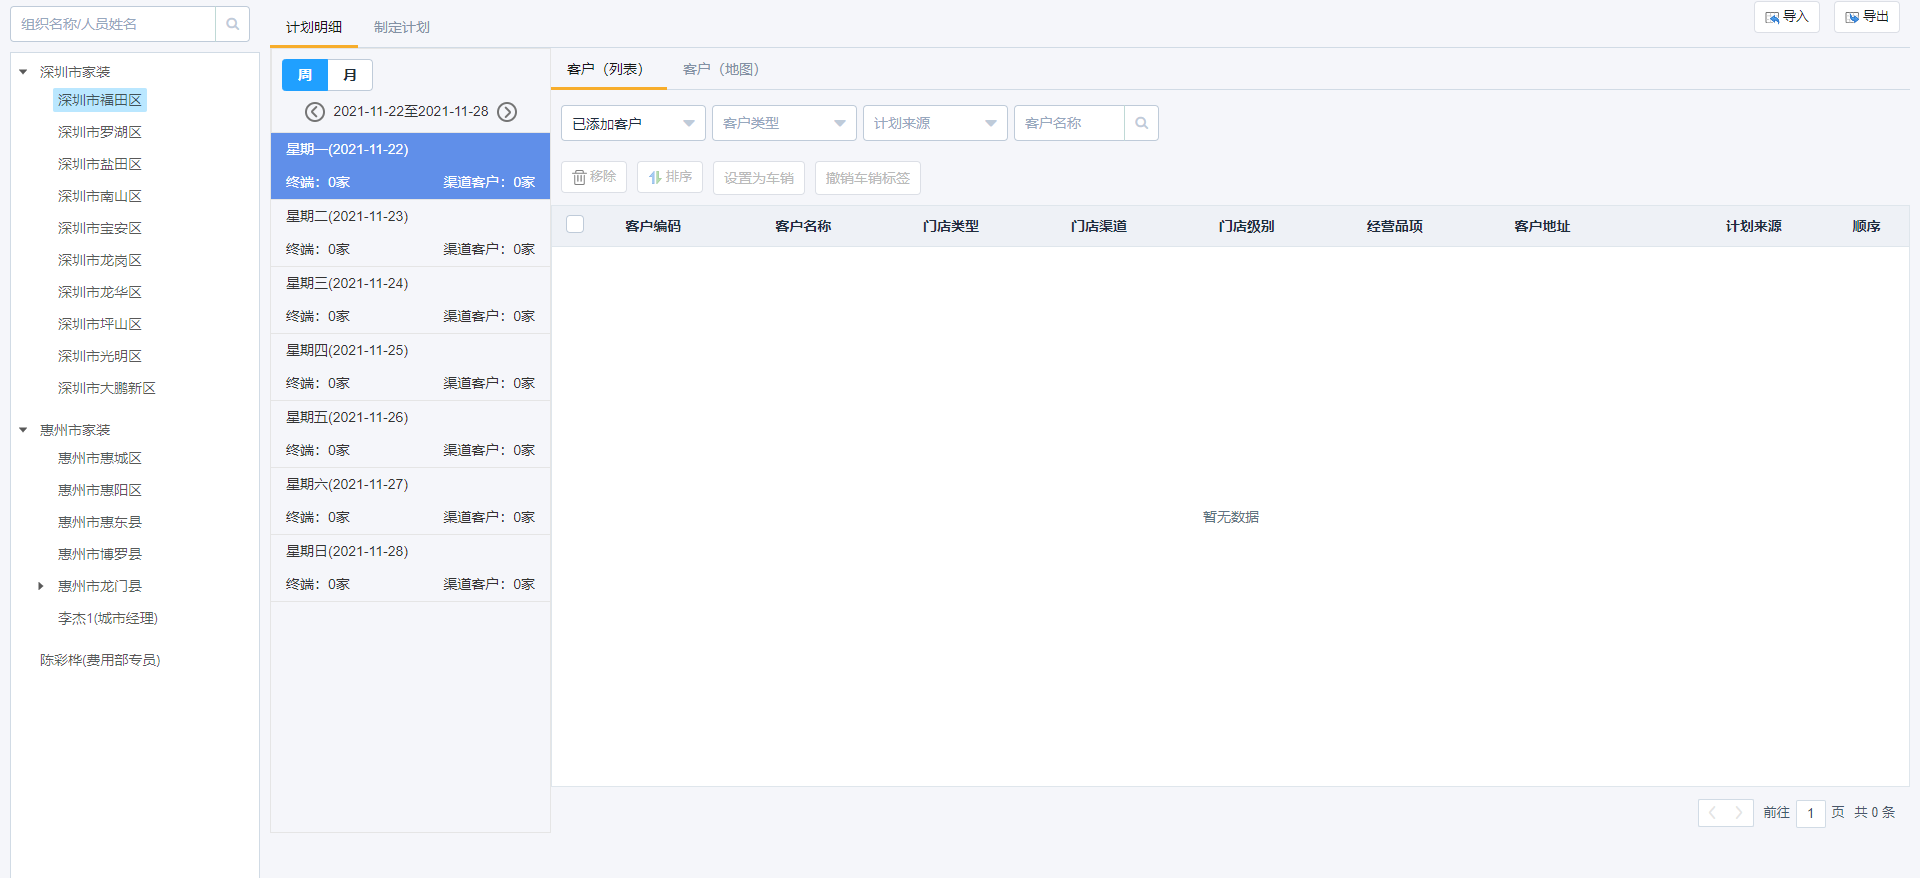 组织名称/人员姓名
深圳市家装
深圳市福田区
深圳市罗湖区
深圳市盐田区
深圳市南山区
深圳市宝安区
深圳市龙岗区
深圳市龙华区
深圳市坪山区
深圳市光明区
深圳市大鹏新区
惠州市家装
惠州市惠城区
惠州市惠阳区
惠州市惠东县
惠州市博罗县
惠州市龙门县
李杰1(城市经理)
陈彩桦(费用部专员)
计划明细 制定计划
导入 导出
周 月
2021-11-22至2021-11-28
星期一(2021-11-22)
终端：0家 渠道客户：0家
星期二(2021-11-23)
终端：0家 渠道客户：0家
星期三(2021-11-24)
终端：0家 渠道客户：0家
星期四(2021-11-25)
终端：0家 渠道客户：0家
星期五(2021-11-26)
终端：0家 渠道客户：0家
星期六(2021-11-27)
终端：0家 渠道客户：0家
星期日(2021-11-28)
终端：0家 渠道客户：0家
客户（列表） 客户（地图）
已添加客户 客户类型 计划来源 客户名称
移除 排序 设置为车销 撤销车销标签
客户编码 客户名称 门店类型 门店渠道 门店级别 经营品项 客户地址 计划来源 顺序
暂无数据
前往 1 页 共 0 条